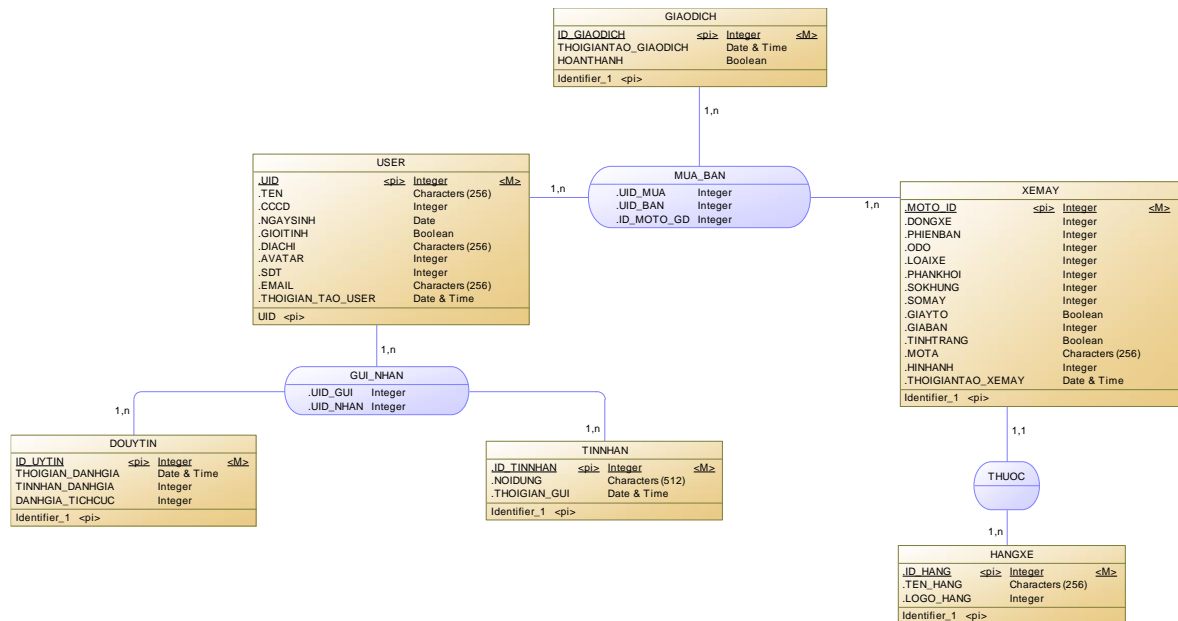 GIAODICH
ID_GIAODICH <pi> Integer <M>
THOIGIANTAO_GIAODICH Date & Time
HOANTHANH Boolean
Identifier_1 <pi>
1,n
USER
.UID <pi> Integer <M>
.TEN Characters (256)
.CCCD Integer
.NGAYSINH Date
.GIOITINH Boolean
.DIACHI Characters (256)
.AVATAR Integer
.SDT Integer
.EMAIL Characters (256)
.THOIGIAN_TAO_USER Date & Time
UID <pi>
1,n
MUA_BAN
.UID_MUA Integer
.UID_BAN Integer
.ID_MOTO_GD Integer
1,n
XEMAY
.MOTO_ID <pi> Integer <M>
.DONGXE Integer
.PHIENBAN Integer
.ODO Integer
.LOAIXE Integer
.PHANKHOI Integer
.SOKHUNG Integer
.SOMAY Integer
.GIAYTO Boolean
.GIABAN Integer
.TINHTRANG Boolean
.MOTA Characters (256)
.HINHANH Integer
.THOIGIANTAO_XEMAY Date & Time
Identifier_1 <pi>
1,n
GUI_NHAN
.UID_GUI Integer
.UID_NHAN Integer
1,n
1,n
DOUYTIN
ID_UYTIN <pi> Integer <M>
THOIGIAN_DANHGIA Date & Time
TINNHAN_DANHGIA Integer
DANHGIA_TICHCUC Integer
Identifier_1 <pi>
TINNHAN
.ID_TINNHAN <pi> Integer <M>
.NOIDUNG Characters (512)
.THOIGIAN_GUI Date & Time
Identifier_1 <pi>
1,1
THUOC
1,n
HANGXE
.ID_HANG <pi> Integer <M>
.TEN_HANG Characters (256)
.LOGO_HANG Integer
Identifier_1 <pi>